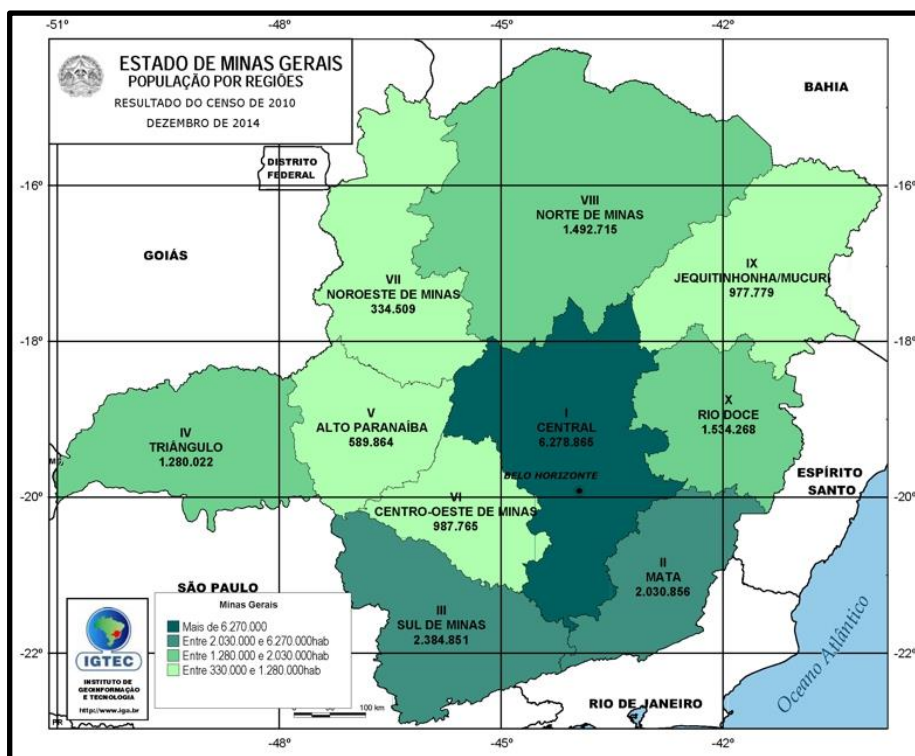 -51°
-48°
-45°
-42°
ESTADO DE MINAS GERAIS
POPULAÇÃO POR REGIÕES
RESULTADO DO CENSO DE 2010
DEZEMBRO DE 2014
BAHIA
DISTRITO
FEDERAL
-16°
-16°
VIII
NORTE DE MINAS
1.492.715
GOIÁS
IX
JEQUITINHONHA/MUCURI
977.779
VII
NOROESTE DE MINAS
334.509
-18°
-18°
X
RIO DOCE
1.534.268
I
CENTRAL
6.278.865
V
ALTO PARANAÍBA
589.864
IV
TRIÂNGULO
1.280.022
BELO HORIZONTE
ESPÍRITO
SANTO
-20°
-20°
VI
CENTRO-OESTE DE MINAS
987.765
II
MATA
2.030.856
SÃO PAULO
III
SUL DE MINAS
2.384.851
Minas Gerais
Mais de 6.270.000
Entre 2.030.000 e 6.270.000hab
Entre 1.280.000 e 2.030.000hab
Entre 330.000 e 1.280.000hab
IGTEC
INSTITUTO DE
GEOINFORMAÇÃO
E TECNOLOGIA
http://www.iga.br
-22°
Oceano Atlântico
100 km
RIO DE JANEIRO
PR
-48°
-45°
-42°